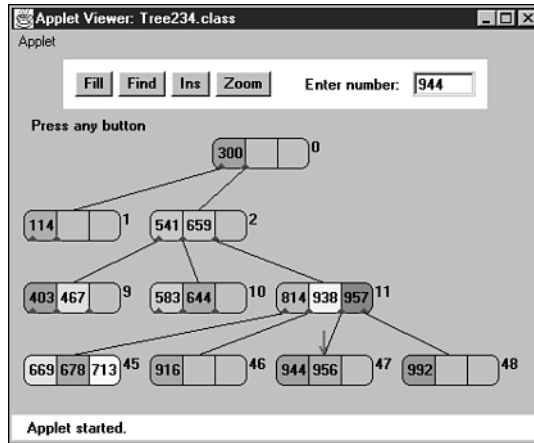 Applet Viewer: Tree234.class
Applet
Fill Find Ins Zoom Enter number: 944
Press any button
300 0
114 1 541 659 2
403 467 9 583 644 10 814 938 957 11
669 678 713 45 916 46 944 956 47 992 48
Applet started.